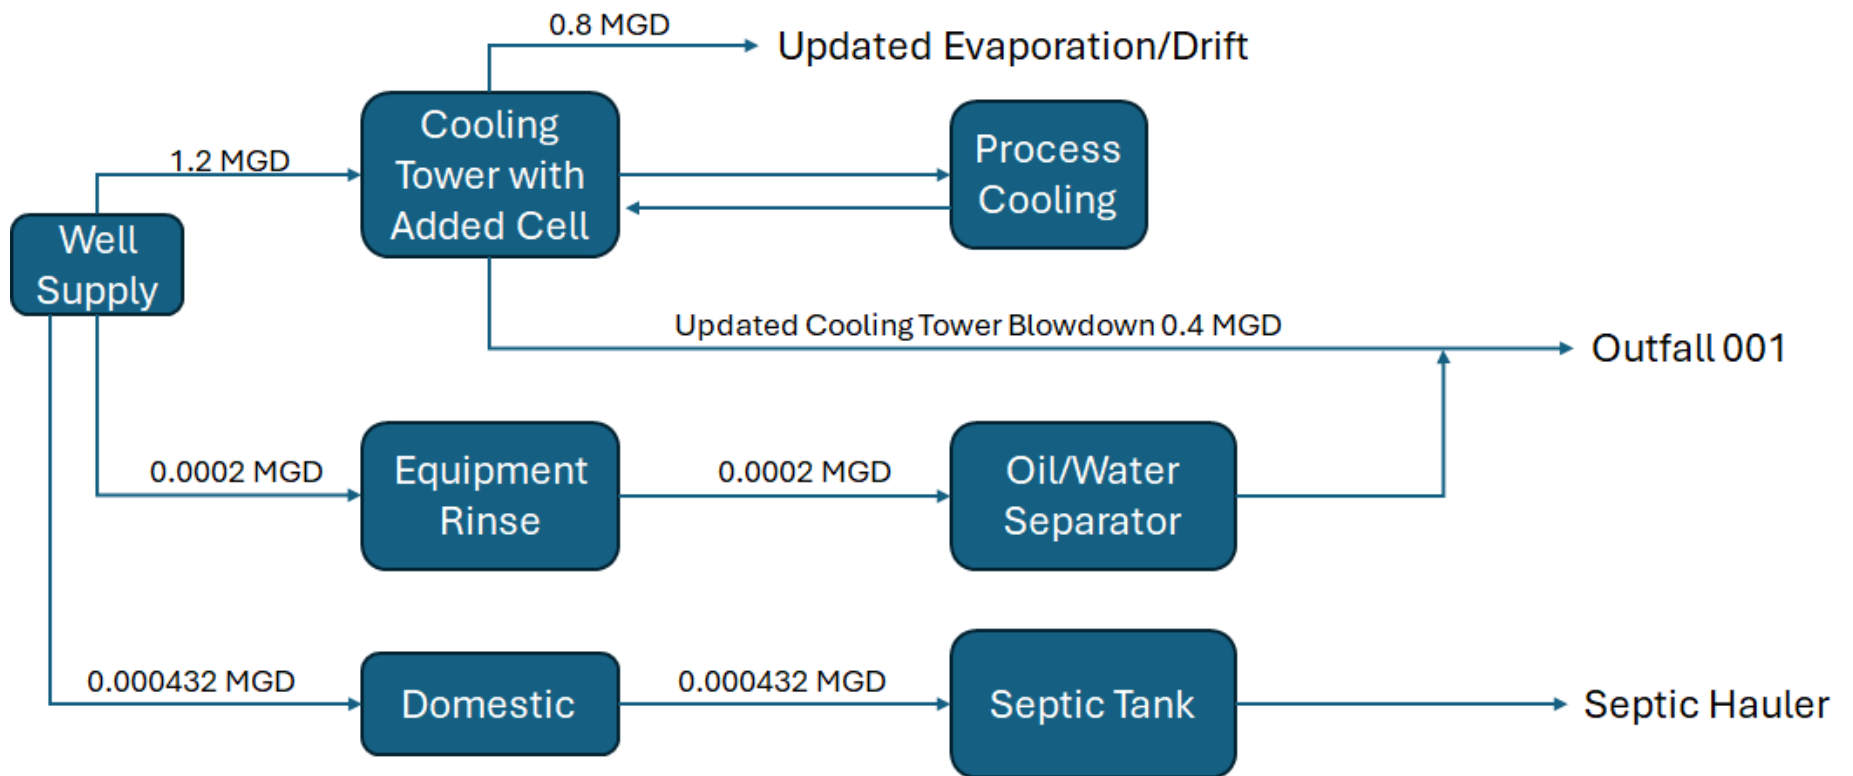 0.8 MGD
Updated Evaporation/Drift
Cooling
Tower with
Added Cell
Process
Cooling
1.2 MGD
Well
Supply
Updated Cooling Tower Blowdown 0.4 MGD
Outfall 001
0.0002 MGD
Equipment
Rinse
0.0002 MGD
Oil/Water
Separator
0.000432 MGD
Domestic
0.000432 MGD
Septic Tank
Septic Hauler